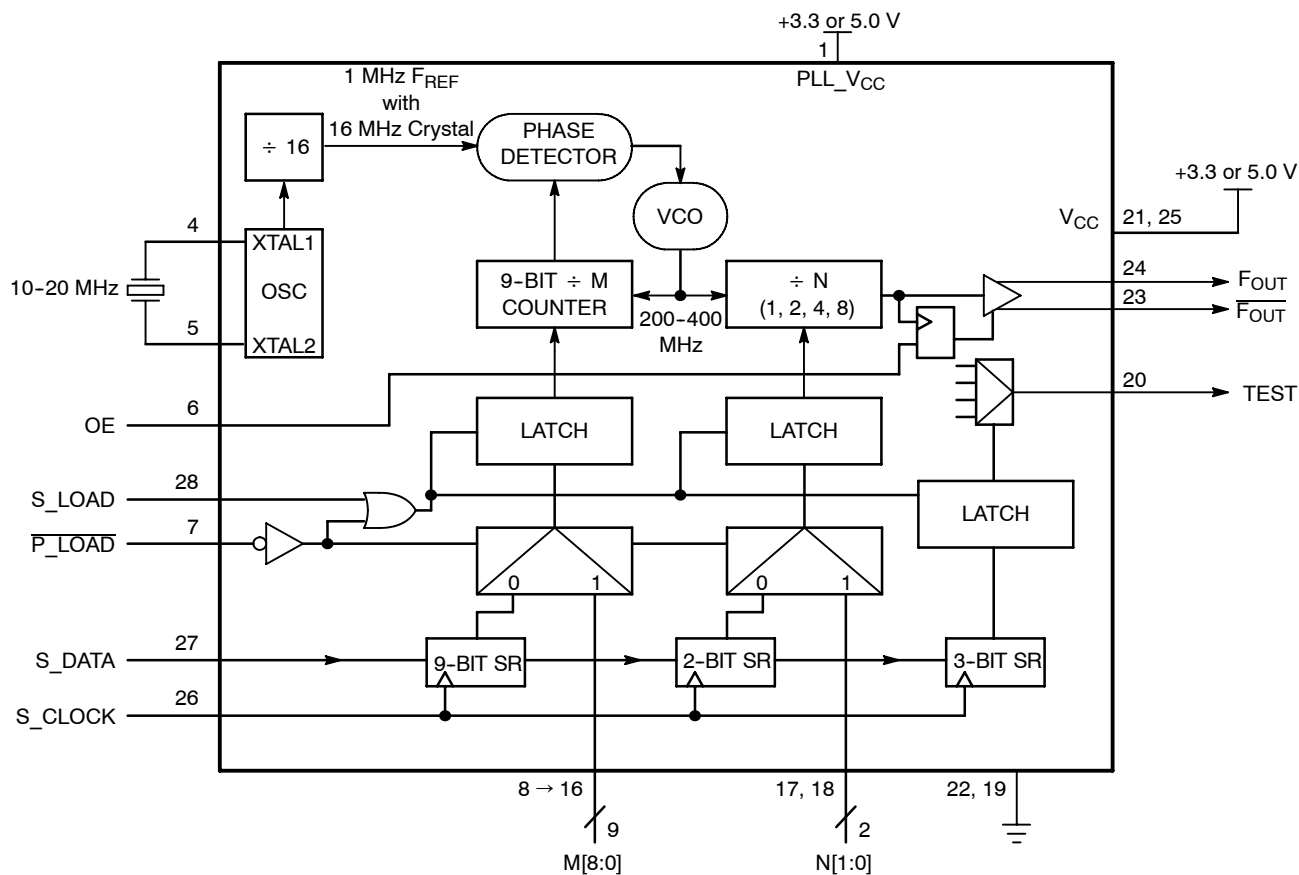 +3.3 or 5.0 V
1
PLL_VCC
1 MHz FREF
with
16 MHz Crystal
÷ 16
PHASE
DETECTOR
VCO
+3.3 or 5.0 V
VCC
21, 25
4
XTAL1
OSC
XTAL2
10-20 MHz
5
9-BIT ÷ M
COUNTER
200-400
MHz
÷ N
(1, 2, 4, 8)
24
FOUT
23
FOUT
20
TEST
OE
6
LATCH
LATCH
S_LOAD
28
P_LOAD
7
LATCH
0
1
0
1
S_DATA
27
9-BIT SR
2-BIT SR
3-BIT SR
S_CLOCK
26
8 → 16
9
M[8:0]
17, 18
2
N[1:0]
22, 19